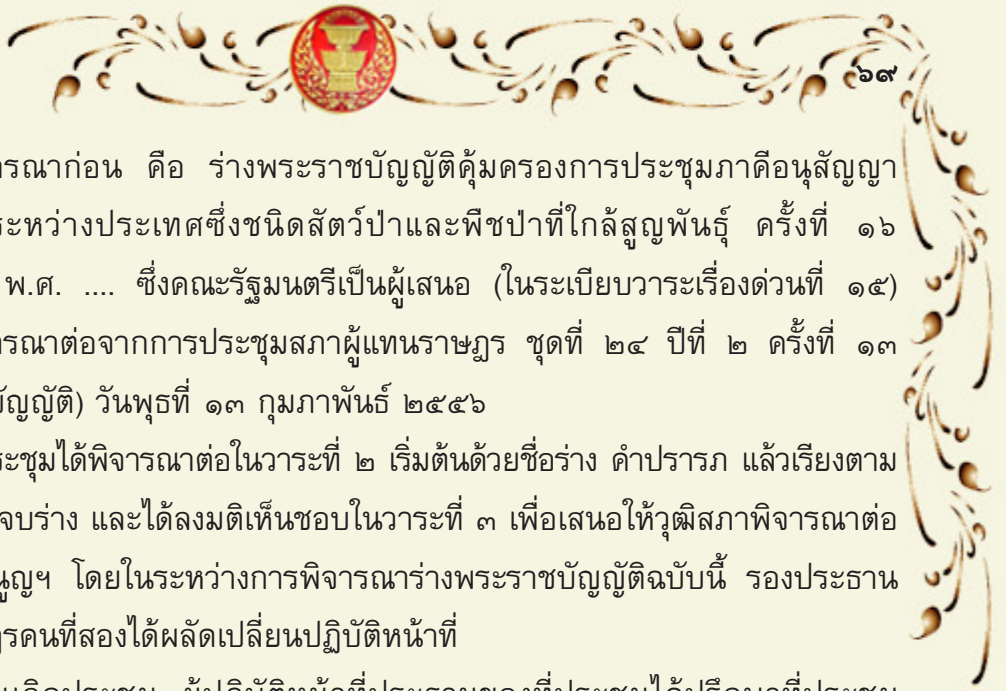 ๖๙
ารณาก่อน คือ ร่างพระราชบัญญัติคุ้มครองการประชุมภาคีอนุสัญญา
ระหว่างประเทศซึ่งชนิดสัตว์ป่าและพืชป่าที่ใกล้สูญพันธุ์ ครั้งที่ ๑๖
พ.ศ. .... ซึ่งคณะรัฐมนตรีเป็นผู้เสนอ (ในระเบียบวาระเรื่องด่วนที่ ๑๕)
ารณาต่อจากการประชุมสภาผู้แทนราษฎร ชุดที่ ๒๔ ปีที่ ๒ ครั้งที่ ๑๓
บัญญัติ) วันพุธที่ ๑๓ กุมภาพันธ์ ๒๕๕๖
ระชุมได้พิจารณาต่อในวาระที่ ๒ เริ่มต้นด้วยชื่อร่าง คำปรารภ แล้วเรียงตาม
จบร่าง และได้ลงมติเห็นชอบในวาระที่ ๓ เพื่อเสนอให้วุฒิสภาพิจารณาต่อ
นูญฯ โดยในระหว่างการพิจารณาร่างพระราชบัญญัติฉบับนี้ รองประธาน
รคนที่สองได้ผลัดเปลี่ยนปฏิบัติหน้าที่